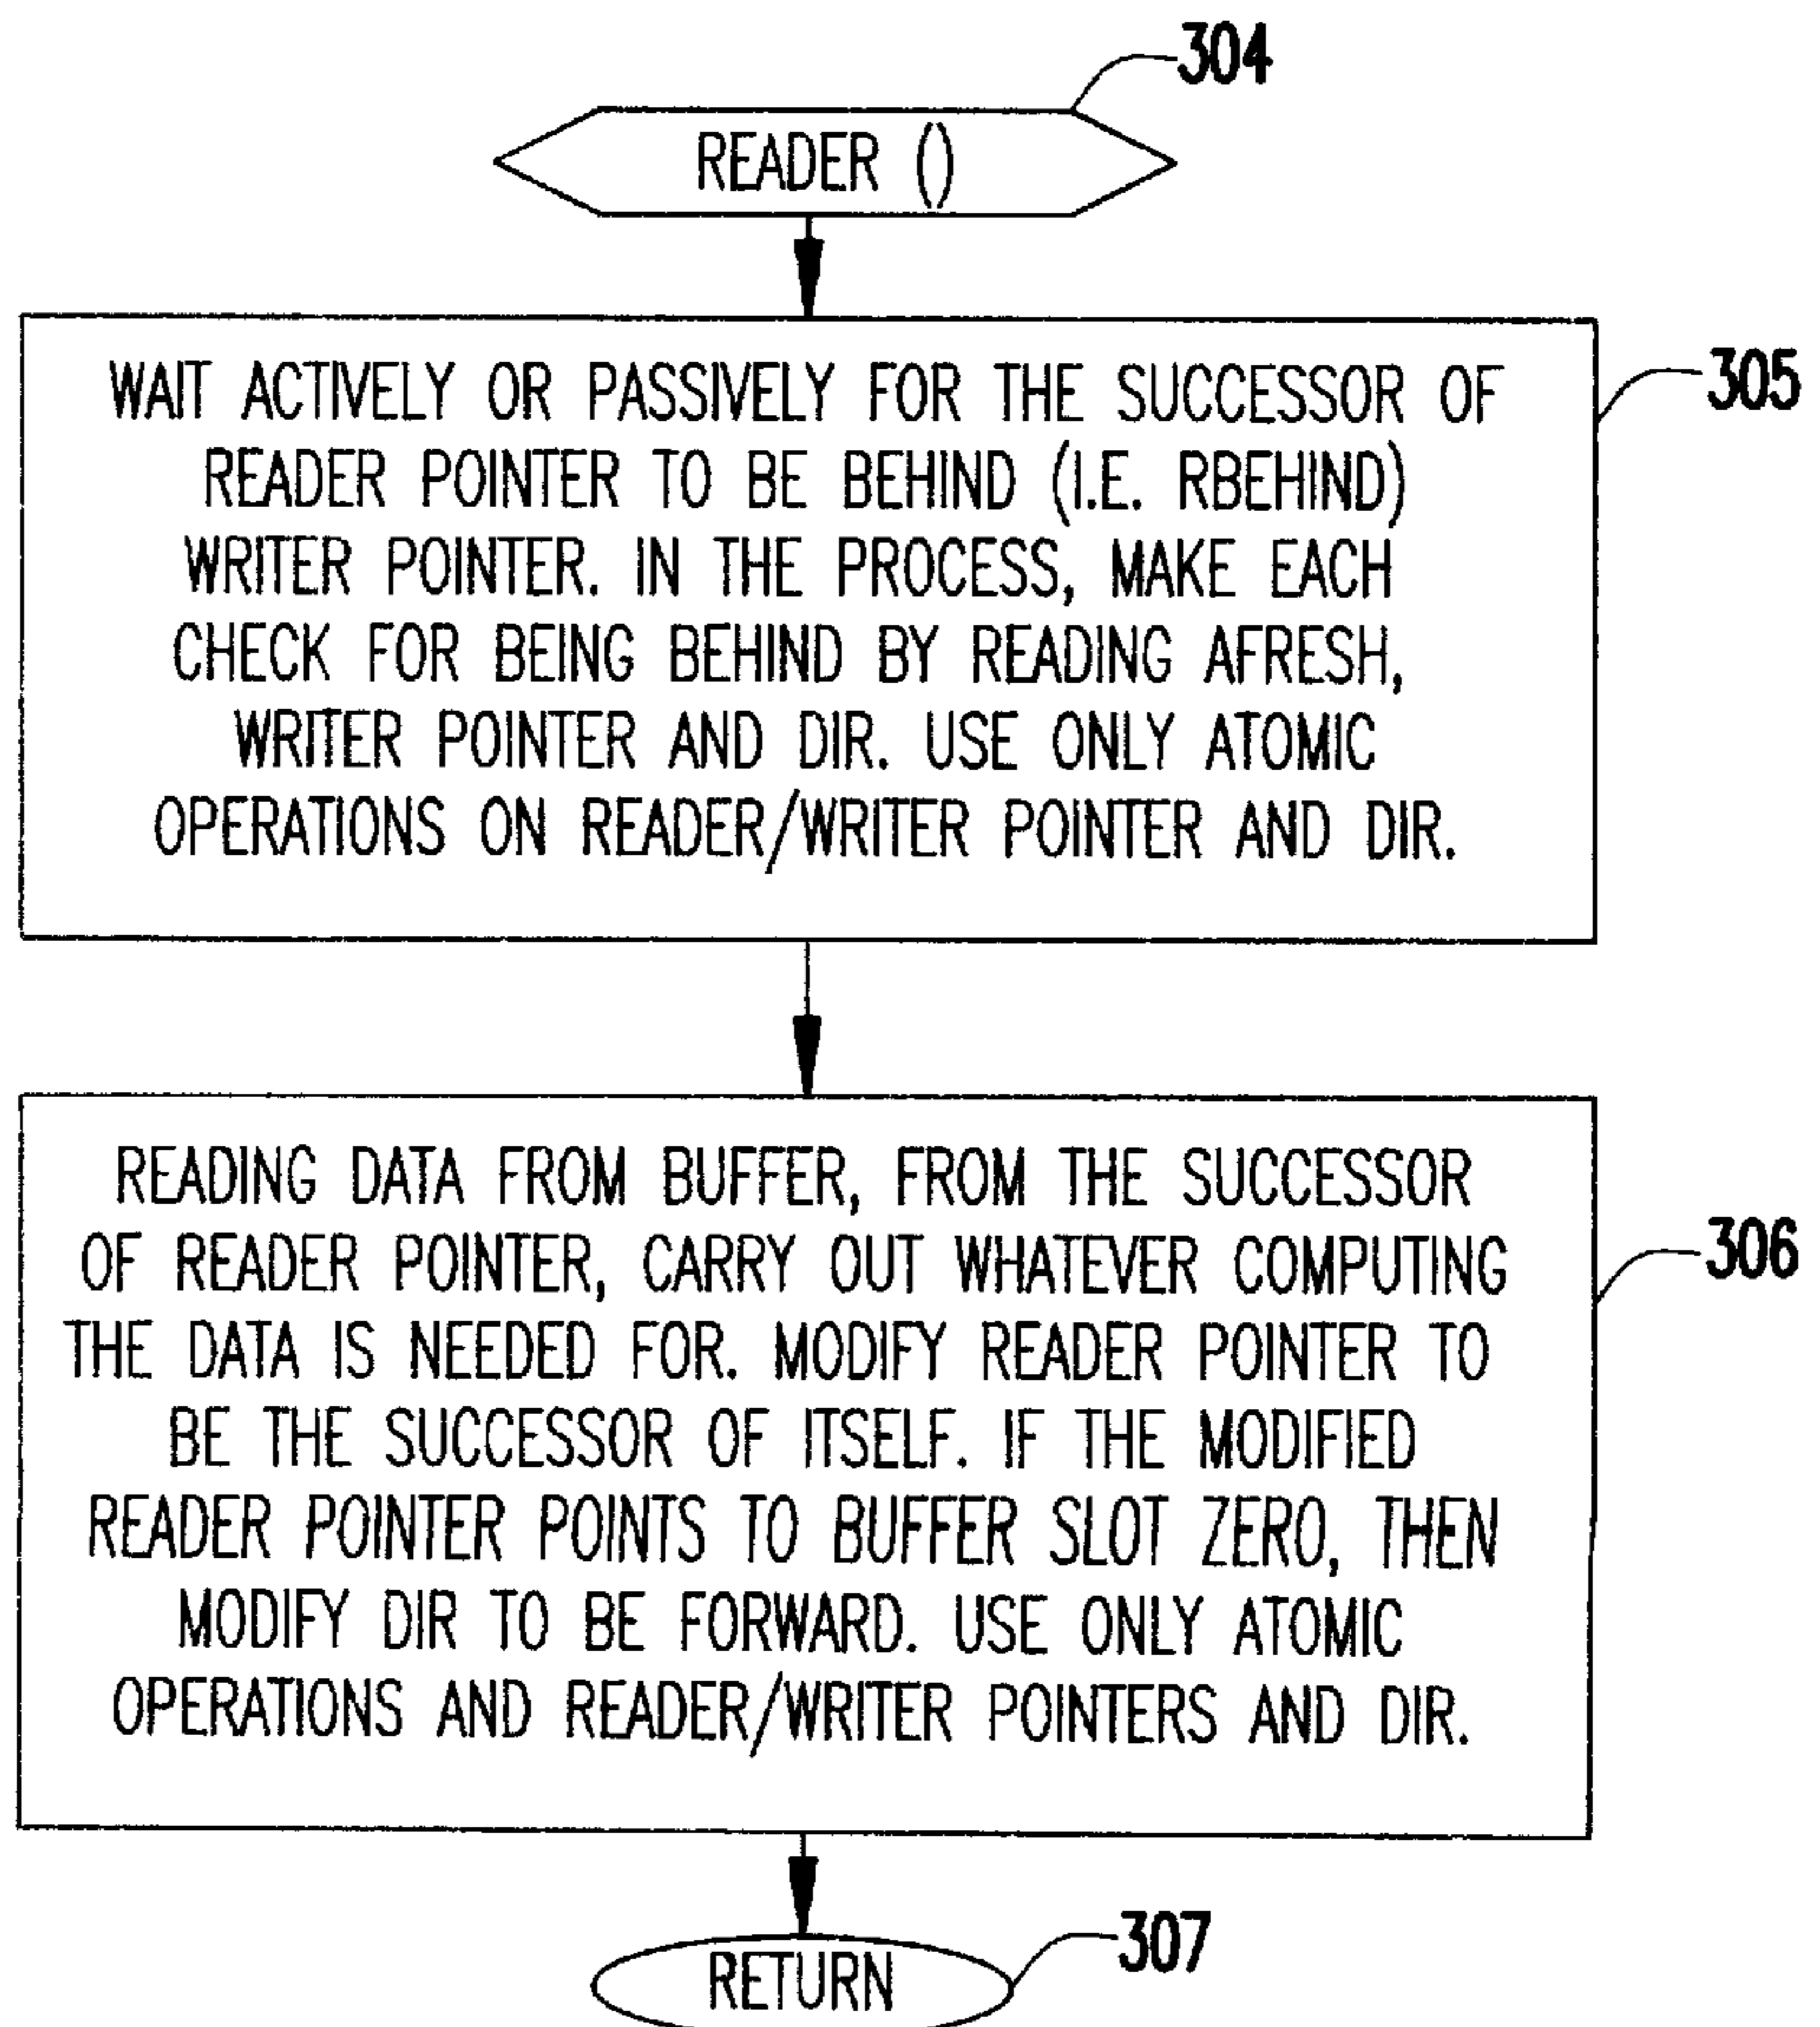 304
READER ()
305
WAIT ACTIVELY OR PASSIVELY FOR THE SUCCESSOR OF
READER POINTER TO BE BEHIND (I.E. RBEHIND)
WRITER POINTER. IN THE PROCESS, MAKE EACH
CHECK FOR BEING BEHIND BY READING AFRESH,
WRITER POINTER AND DIR. USE ONLY ATOMIC
OPERATIONS ON READER/WRITER POINTER AND DIR.
306
READING DATA FROM BUFFER, FROM THE SUCCESSOR
OF READER POINTER, CARRY OUT WHATEVER COMPUTING
THE DATA IS NEEDED FOR. MODIFY READER POINTER TO
BE THE SUCCESSOR OF ITSELF. IF THE MODIFIED
READER POINTER POINTS TO BUFFER SLOT ZERO, THEN
MODIFY DIR TO BE FORWARD. USE ONLY ATOMIC
OPERATIONS AND READER/WRITER POINTERS AND DIR.
307
RETURN